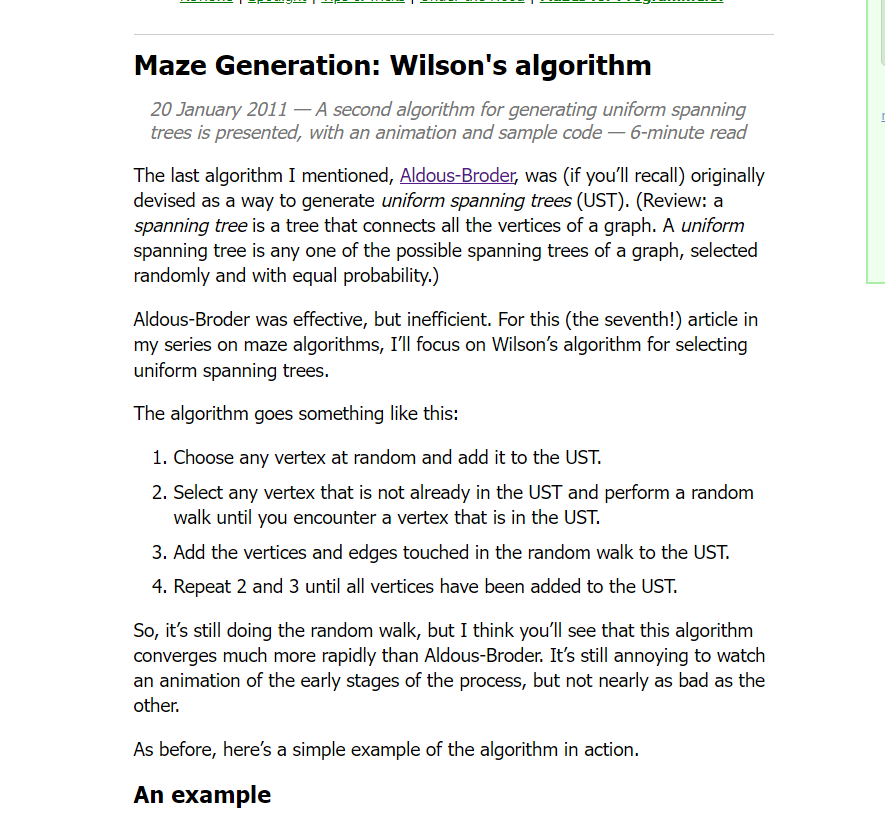 Maze Generation: Wilson's algorithm
20 January 2011 — A second algorithm for generating uniform spanning
trees is presented, with an animation and sample code — 6-minute read
The last algorithm I mentioned, Aldous-Broder, was (if you’ll recall) originally
devised as a way to generate uniform spanning trees (UST). (Review: a
spanning tree is a tree that connects all the vertices of a graph. A uniform
spanning tree is any one of the possible spanning trees of a graph, selected
randomly and with equal probability.)
Aldous-Broder was effective, but inefficient. For this (the seventh!) article in
my series on maze algorithms, I’ll focus on Wilson’s algorithm for selecting
uniform spanning trees.
The algorithm goes something like this:
1. Choose any vertex at random and add it to the UST.
2. Select any vertex that is not already in the UST and perform a random
walk until you encounter a vertex that is in the UST.
3. Add the vertices and edges touched in the random walk to the UST.
4. Repeat 2 and 3 until all vertices have been added to the UST.
So, it’s still doing the random walk, but I think you’ll see that this algorithm
converges much more rapidly than Aldous-Broder. It’s still annoying to watch
an animation of the early stages of the process, but not nearly as bad as the
other.
As before, here’s a simple example of the algorithm in action.
An example